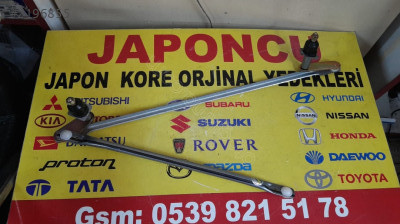 JAPONCU
JAPON KORE ORJİNAL YEDEKLERİ
MITSUBISHI
SUBARU
HYUNDAI
KIA
SUZUKI
NISSAN
DAIHATSU
ROVER
HONDA
proton
mazda
DAEWOO
TATA
TOYOTA
Gsm: 0539 821 51 78